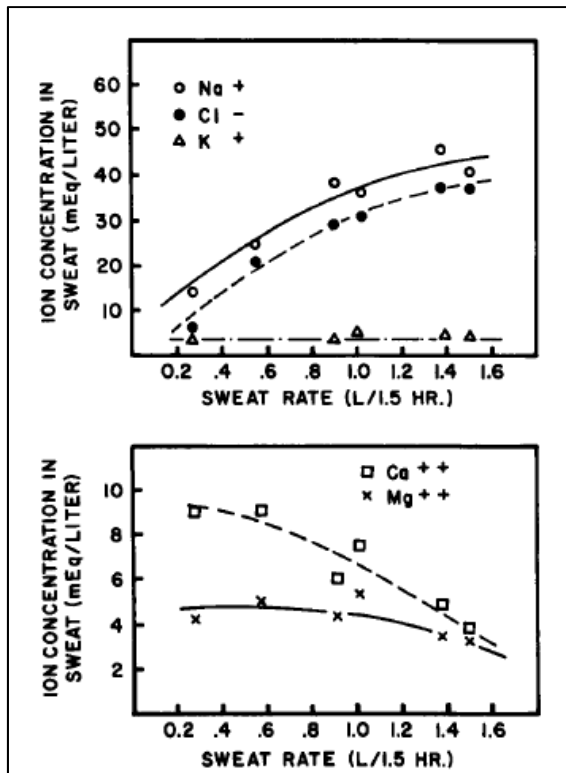 ION CONCENTRATION IN
SWEAT (mEq/LITER)
60
50
40
30
20
10
Na +
Cl -
K +
0.2 .4 .6 .8 1.0 1.2 1.4 1.6
SWEAT RATE (L/1.5 HR.)
ION CONCENTRATION IN
SWEAT (mEq/LITER)
10
8
6
4
2
Ca ++
Mg ++
0.2 .4 .6 .8 1.0 1.2 1.4 1.6
SWEAT RATE (L/1.5 HR.)